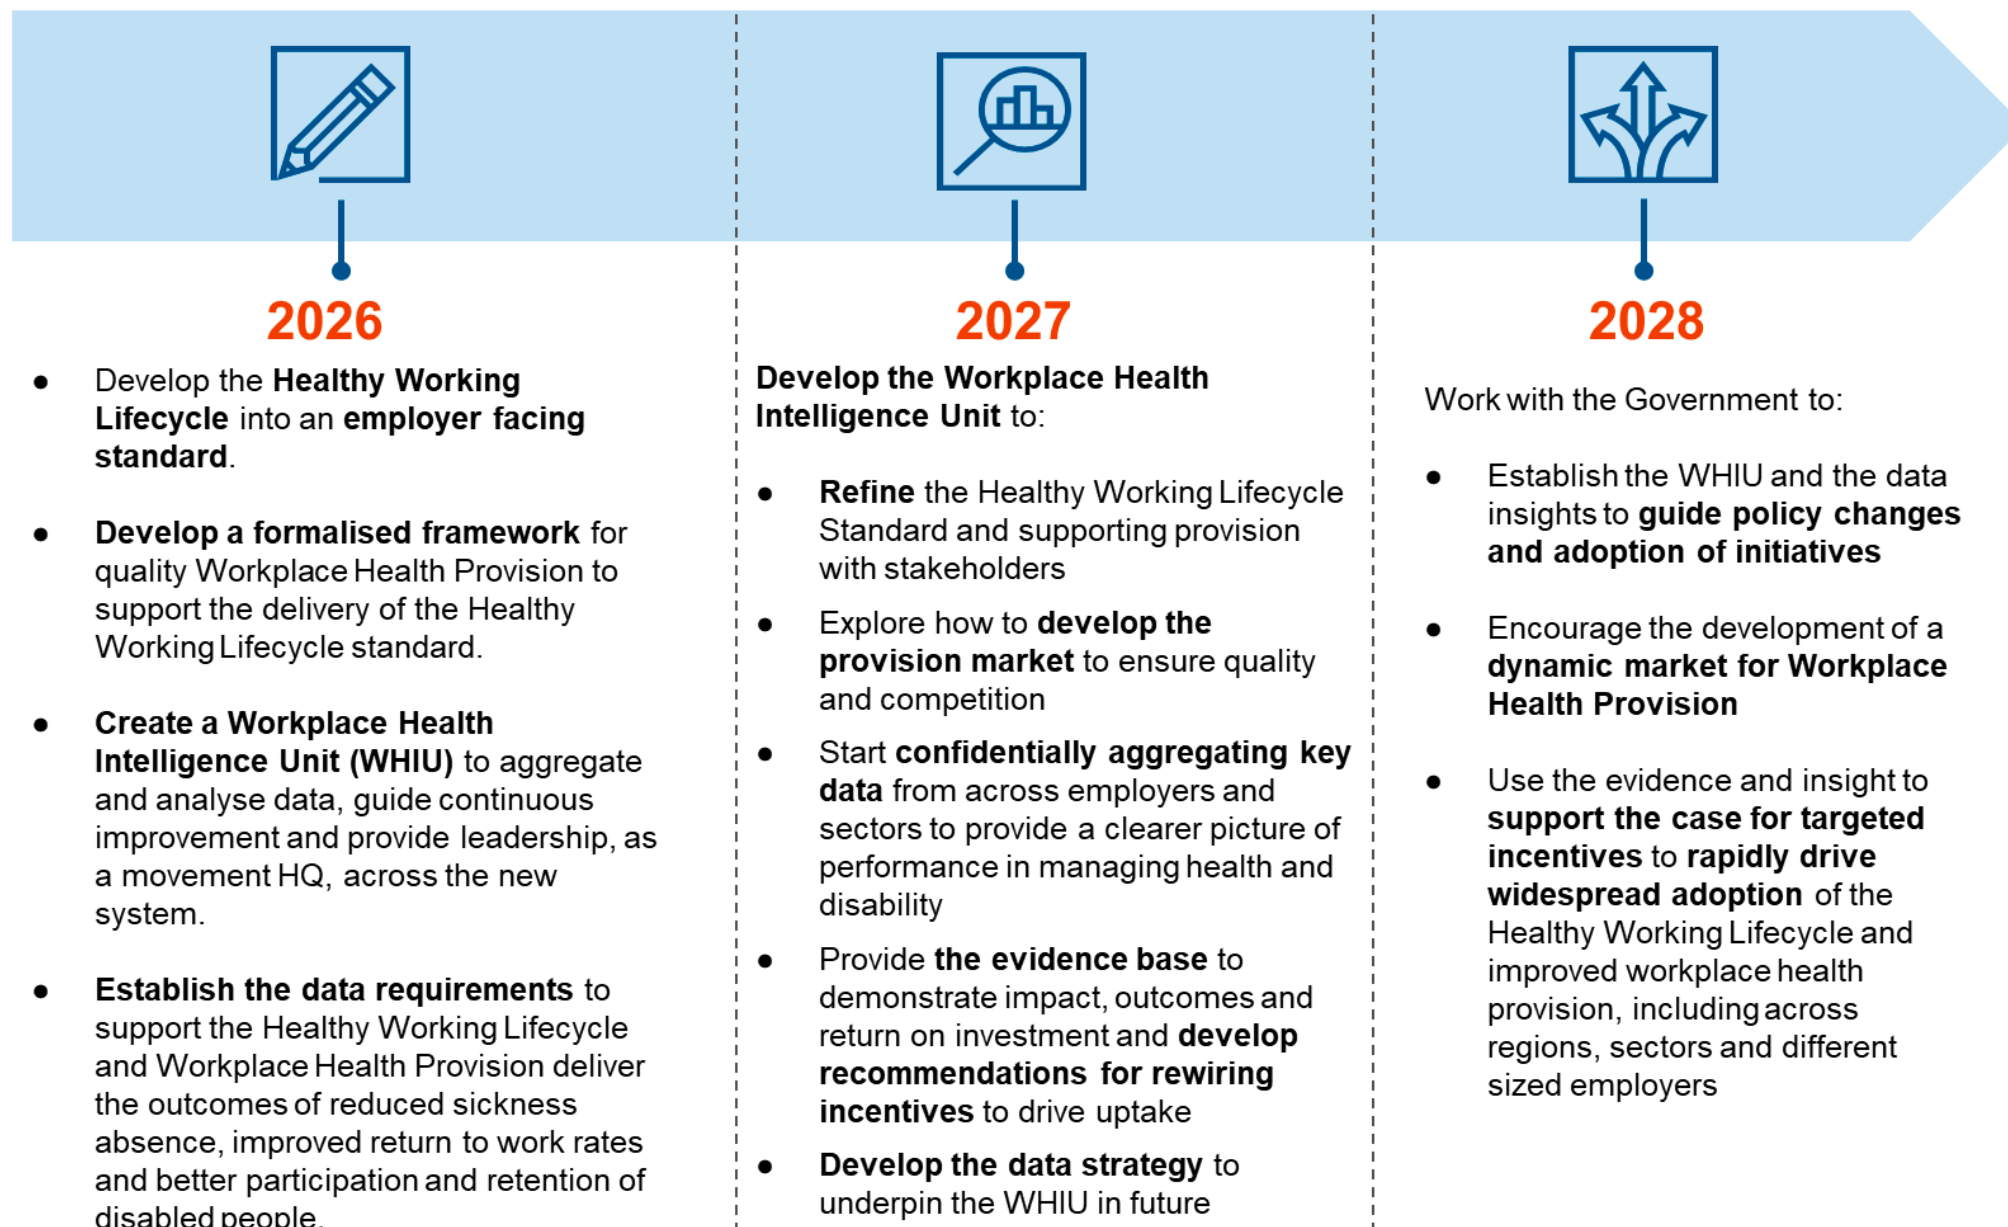 2026
● Develop the Healthy Working
Lifecycle into an employer facing
standard.
● Develop a formalised framework for
quality Workplace Health Provision to
support the delivery of the Healthy
Working Lifecycle standard.
● Create a Workplace Health
Intelligence Unit (WHIU) to aggregate
and analyse data, guide continuous
improvement and provide leadership, as
a movement HQ, across the new
system.
● Establish the data requirements to
support the Healthy Working Lifecycle
and Workplace Health Provision deliver
the outcomes of reduced sickness
absence, improved return to work rates
and better participation and retention of
disabled people.
2027
Develop the Workplace Health
Intelligence Unit to:
● Refine the Healthy Working Lifecycle
Standard and supporting provision
with stakeholders
● Explore how to develop the
provision market to ensure quality
and competition
● Start confidentially aggregating key
data from across employers and
sectors to provide a clearer picture of
performance in managing health and
disability
● Provide the evidence base to
demonstrate impact, outcomes and
return on investment and develop
recommendations for rewiring
incentives to drive uptake
● Develop the data strategy to
underpin the WHIU in future
2028
Work with the Government to:
● Establish the WHIU and the data
insights to guide policy changes
and adoption of initiatives
● Encourage the development of a
dynamic market for Workplace
Health Provision
● Use the evidence and insight to
support the case for targeted
incentives to rapidly drive
widespread adoption of the
Healthy Working Lifecycle and
improved workplace health
provision, including across
regions, sectors and different
sized employers